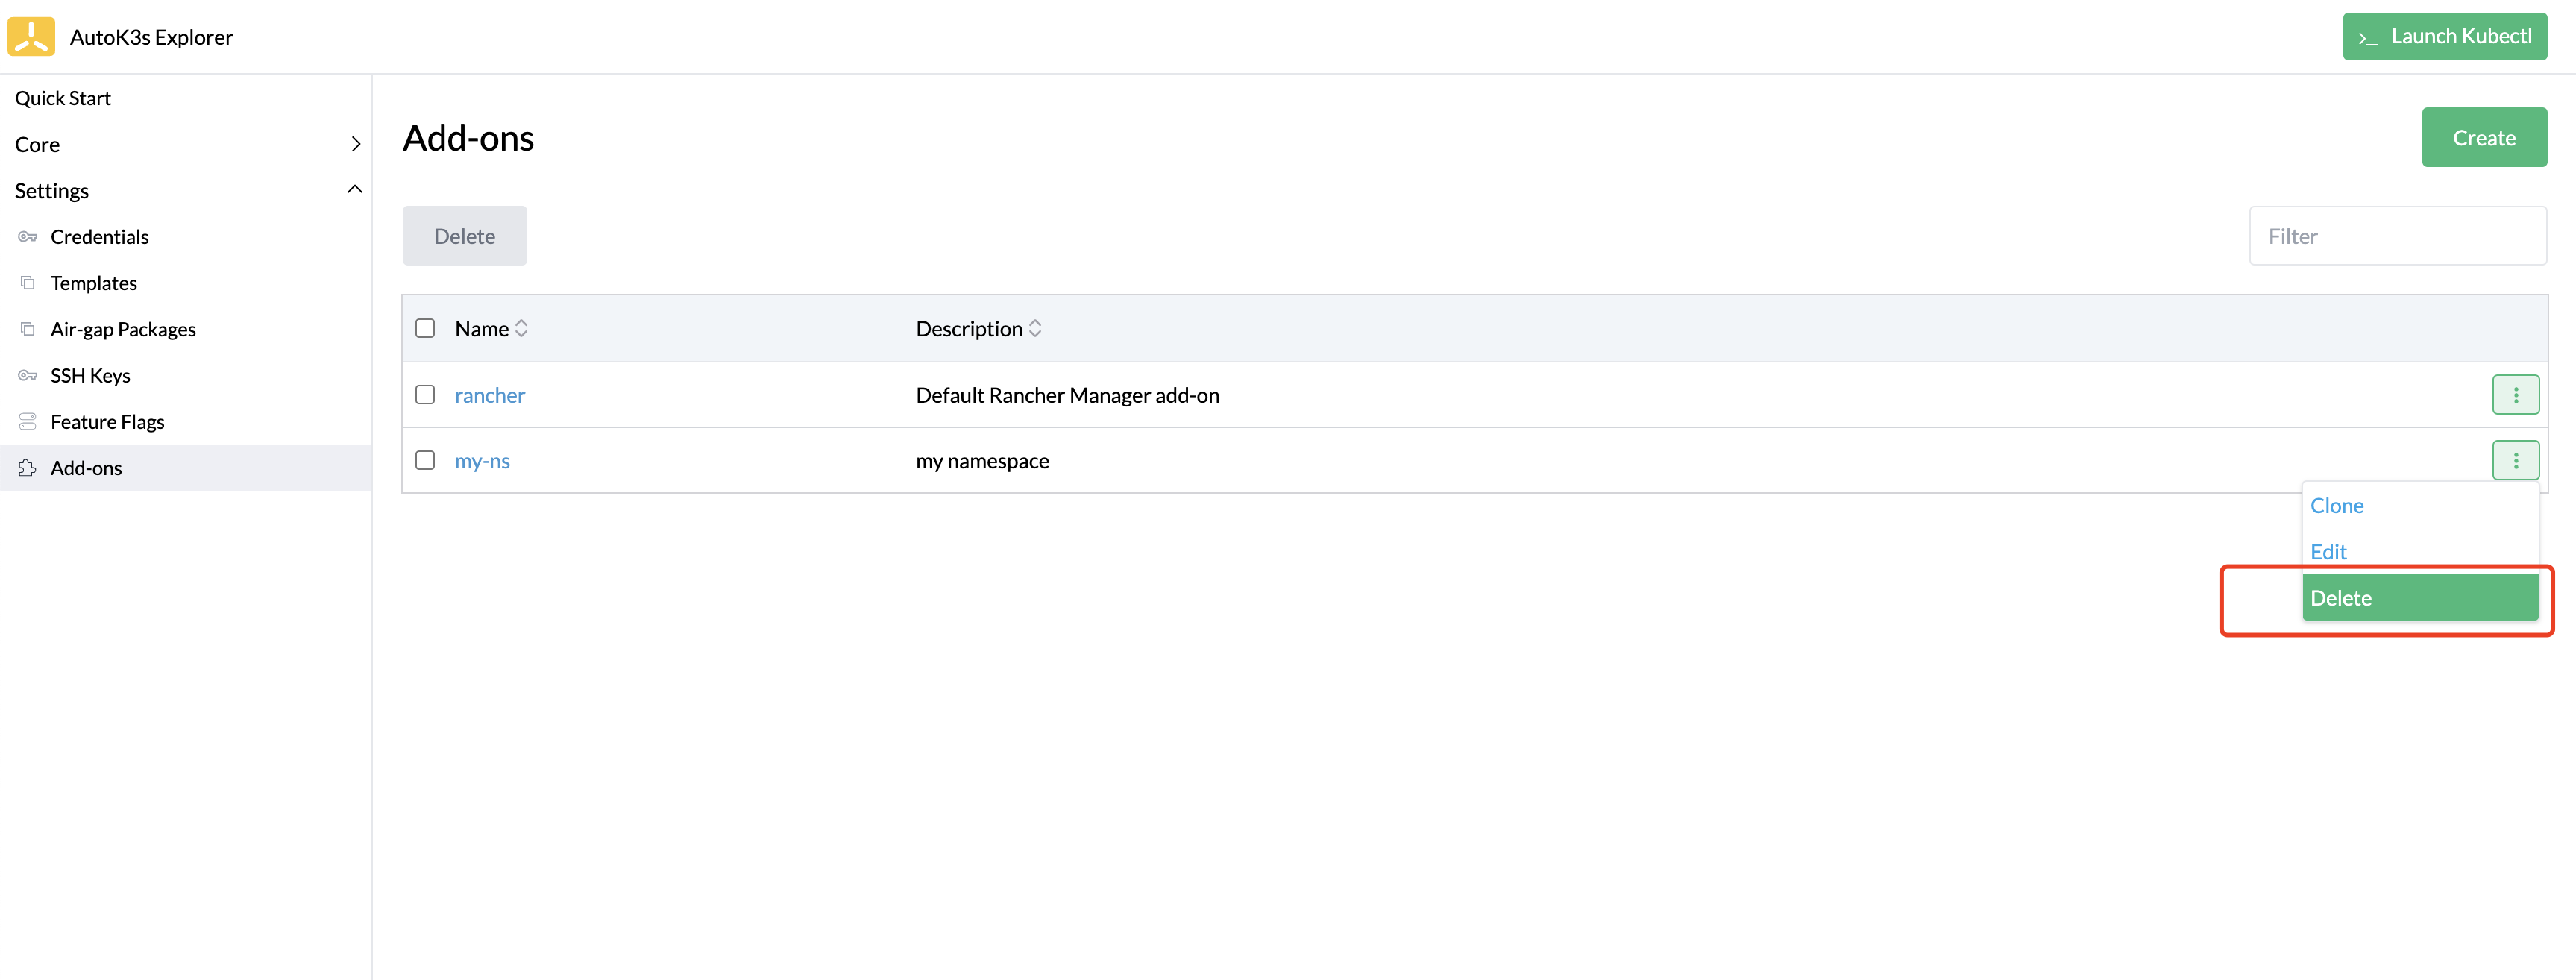 AutoK3s Explorer
>_ Launch Kubectl
Quick Start
Core
Settings
Credentials
Templates
Air-gap Packages
SSH Keys
Feature Flags
Add-ons
Add-ons
Create
Delete
Filter
Name Description
rancher Default Rancher Manager add-on
my-ns my namespace
Clone
Edit
Delete